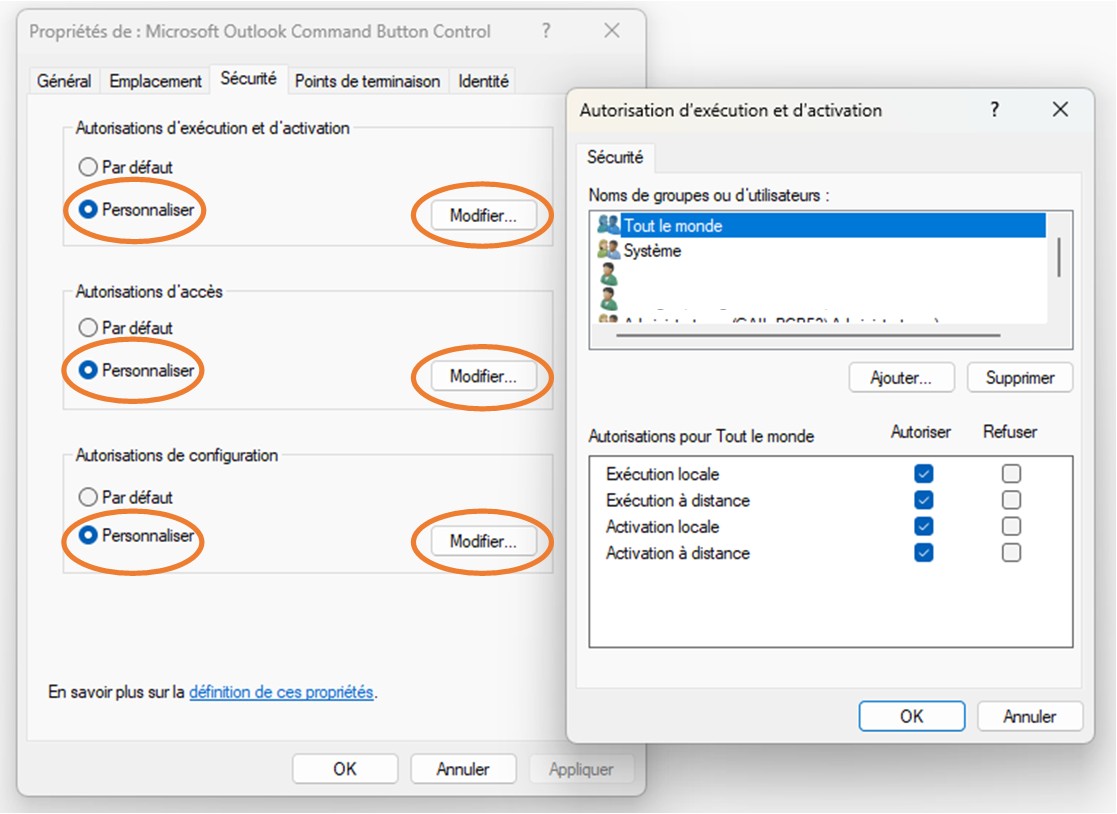 Propriétés de : Microsoft Outlook Command Button Control ?
Général Emplacement Sécurité Points de terminaison Identité
Autorisations d'exécution et d'activation
Par défaut
Personnaliser Modifier...
Autorisations d'accès
Par défaut
Personnaliser Modifier...
Autorisations de configuration
Par défaut
Personnaliser Modifier...
En savoir plus sur la définition de ces propriétés.
OK Annuler Appliquer
Autorisation d'exécution et d'activation ?
Sécurité
Noms de groupes ou d'utilisateurs :
Tout le monde
Système
Ajouter... Supprimer
Autorisations pour Tout le monde Autoriser Refuser
Exécution locale
Exécution à distance
Activation locale
Activation à distance
OK Annuler